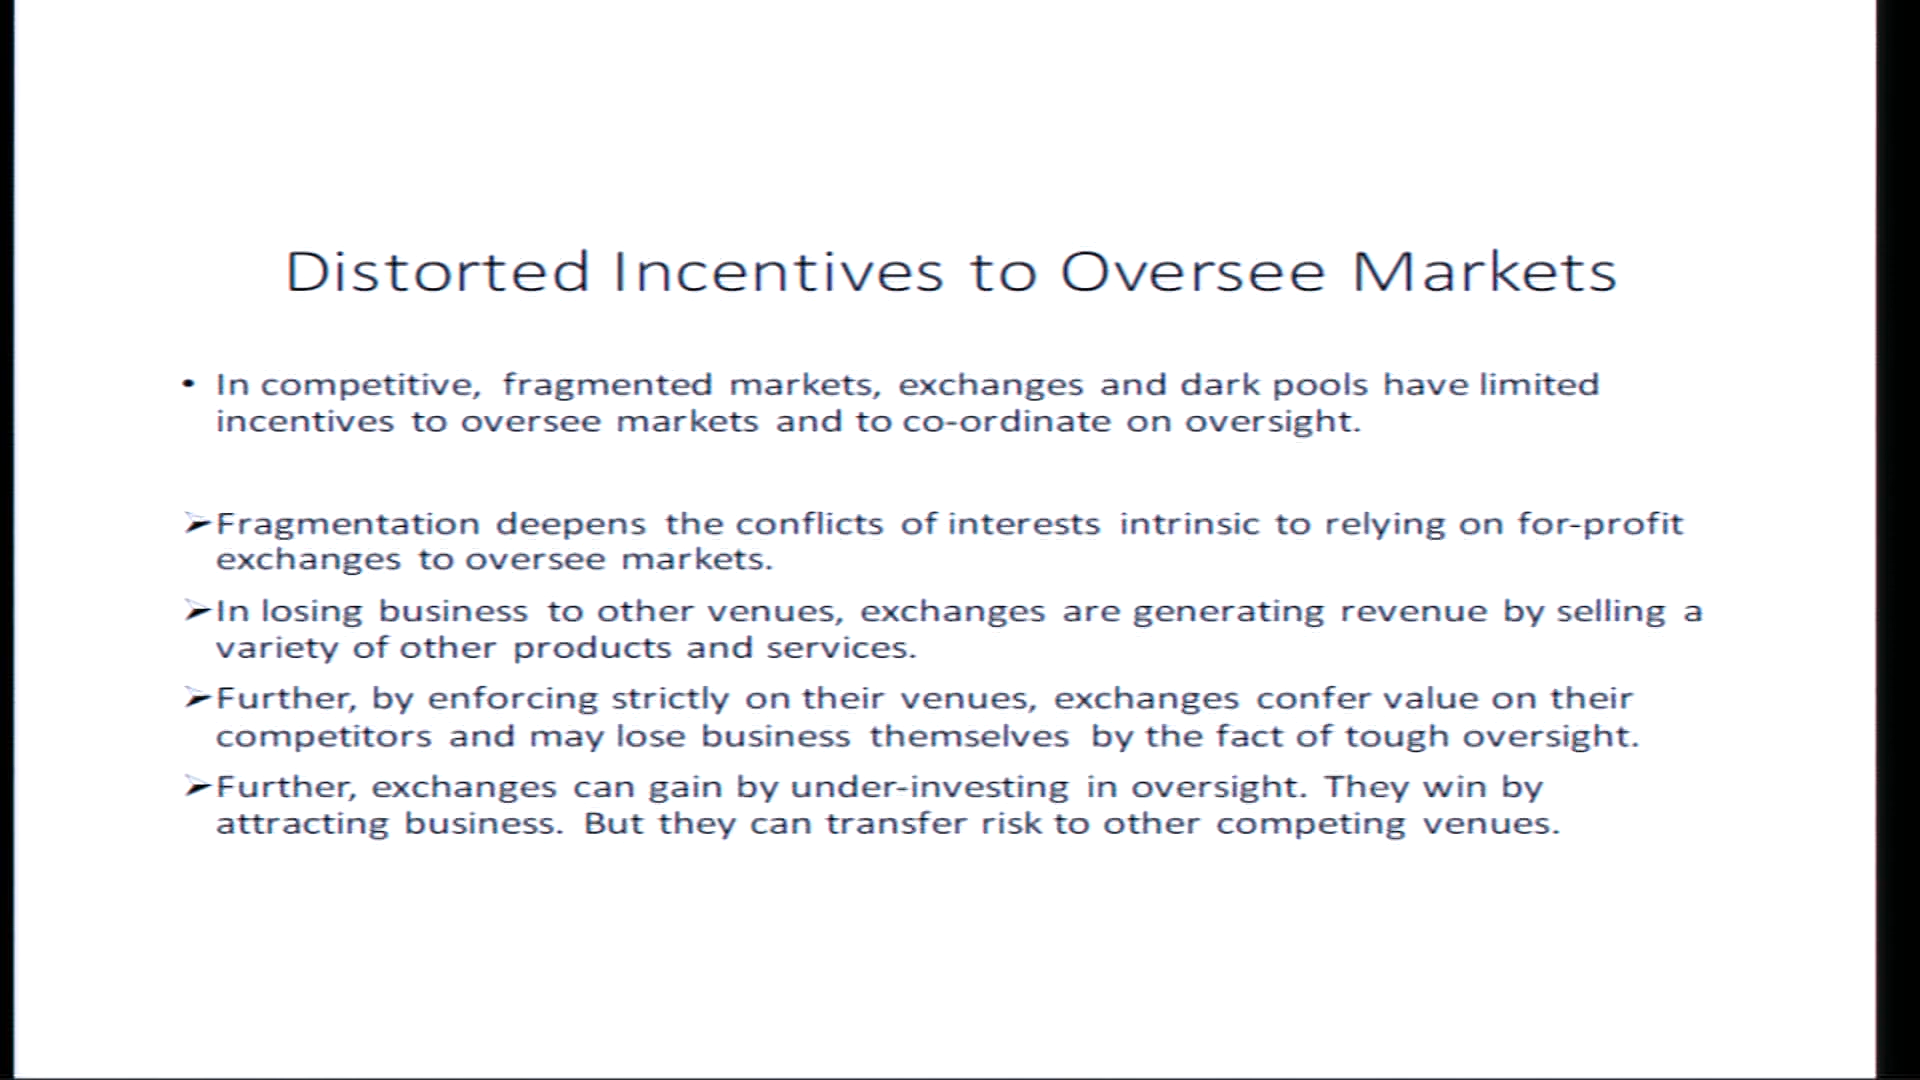 Distorted Incentives to Oversee Markets
• In competitive, fragmented markets, exchanges and dark pools have limited
incentives to oversee markets and to co-ordinate on oversight.
➢Fragmentation deepens the conflicts of interests intrinsic to relying on for-profit
exchanges to oversee markets.
➢In losing business to other venues, exchanges are generating revenue by selling a
variety of other products and services.
➢Further, by enforcing strictly on their venues, exchanges confer value on their
competitors and may lose business themselves by the fact of tough oversight.
➢Further, exchanges can gain by under-investing in oversight. They win by
attracting business. But they can transfer risk to other competing venues.